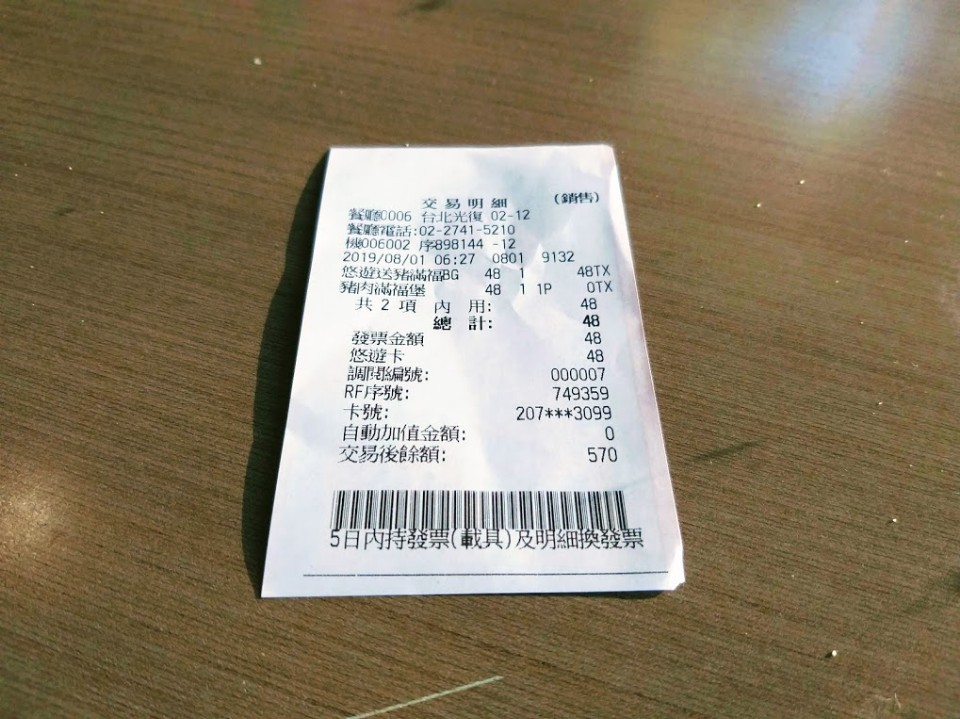 交易明細 (銷售)
餐廳0006 台北光復 02-12
餐廳電話:02-2741-5210
機006002 序898144 -12
2019/08/01 06:27 0801 9132
悠遊送豬滿福BG 48 1 48TX
豬肉滿福堡 48 1 1P 0TX
共 2 項 內 用: 48
總 計: 48
發票金額 48
悠遊卡 48
調閱編號: 000007
RF序號: 749359
卡號: 207***3099
自動加值金額: 0
交易後餘額: 570
5日內持發票(載具)及明細換發票